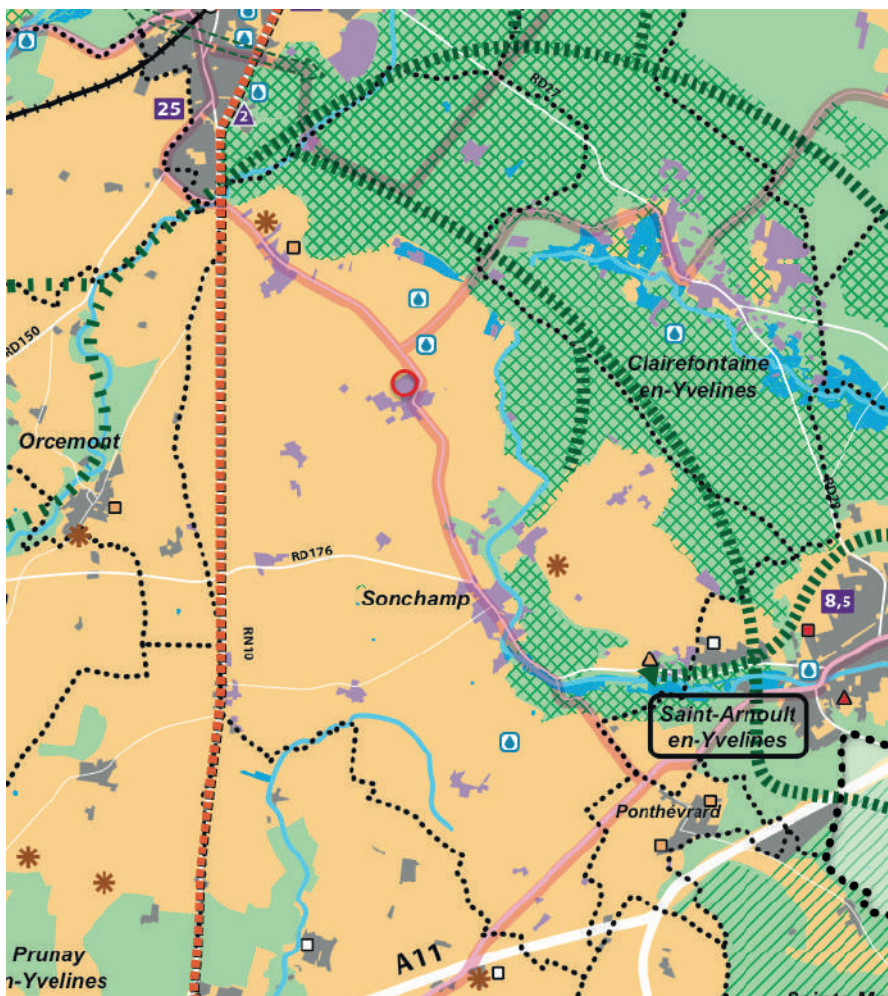 25
2
RD27
RD150
Clairefontaine
en-Yvelines
Orcemont
RD29
RD176
Sonchamp
8,5
RN10
Saint-Arnoult
en-Yvelines
Ponthévrard
A11
Prunay
n-Yvelines